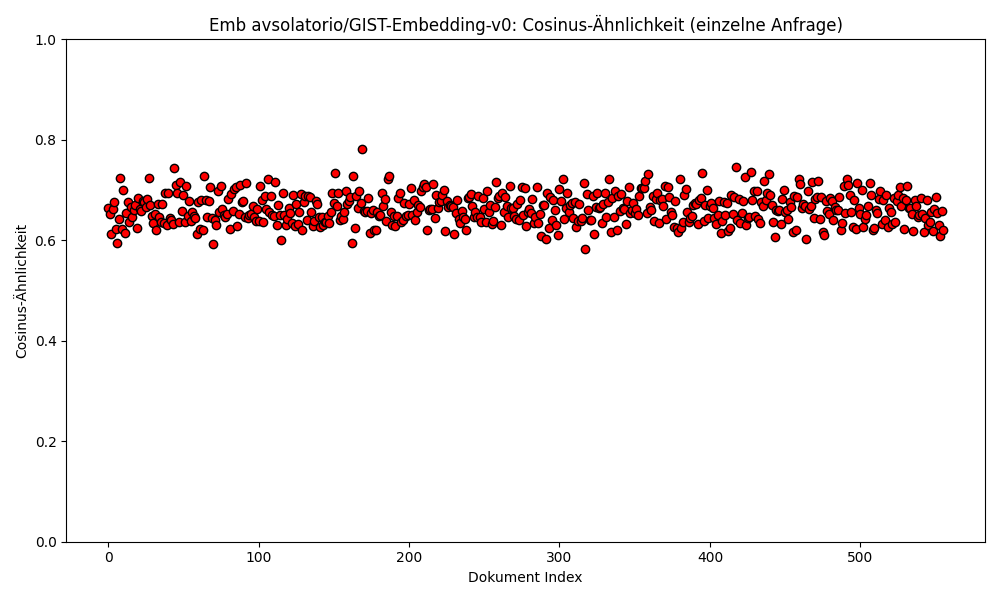 Emb avsolatorio/GIST-Embedding-v0: Cosinus-Ähnlichkeit (einzelne Anfrage)
1.0
0.8
0.6
0.4
0.2
0.0
Cosinus-Ähnlichkeit
0 100 200 300 400 500
Dokument Index